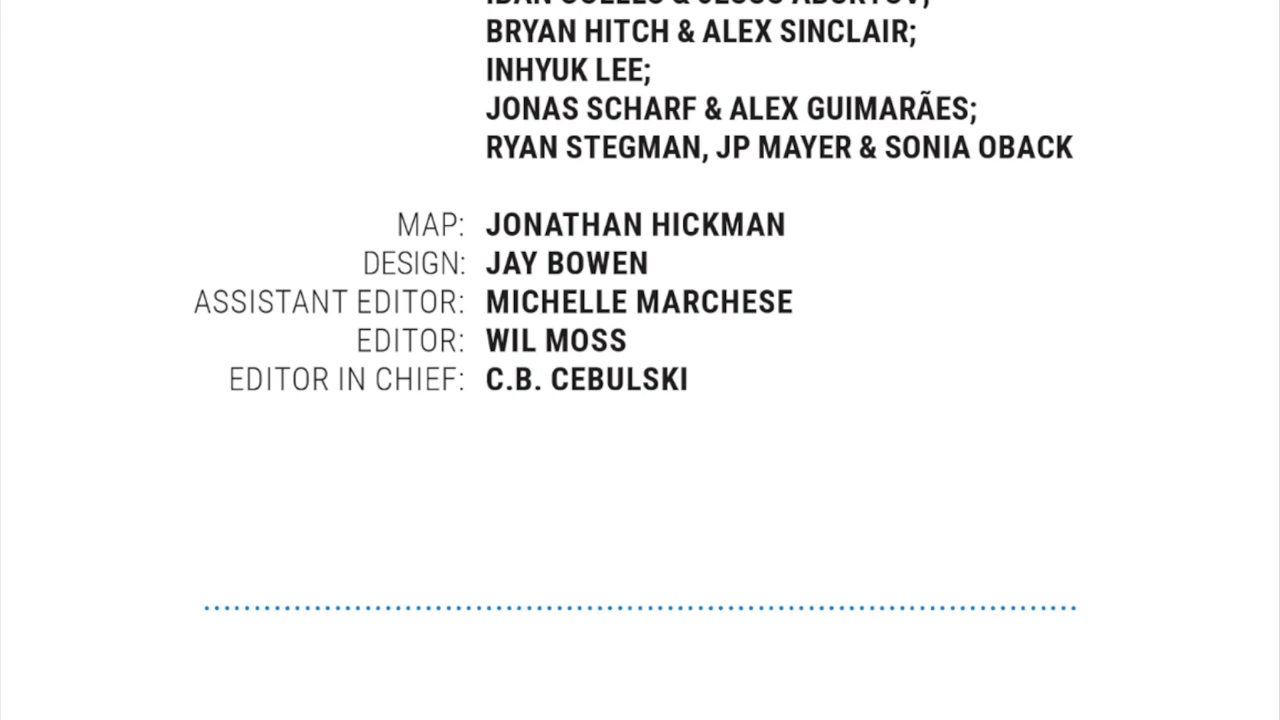 BRYAN HITCH & ALEX SINCLAIR;
INHYUK LEE;
JONAS SCHARF & ALEX GUIMARÃES;
RYAN STEGMAN, JP MAYER & SONIA OBACK
MAP: JONATHAN HICKMAN
DESIGN: JAY BOWEN
ASSISTANT EDITOR: MICHELLE MARCHESE
EDITOR: WIL MOSS
EDITOR IN CHIEF: C.B. CEBULSKI